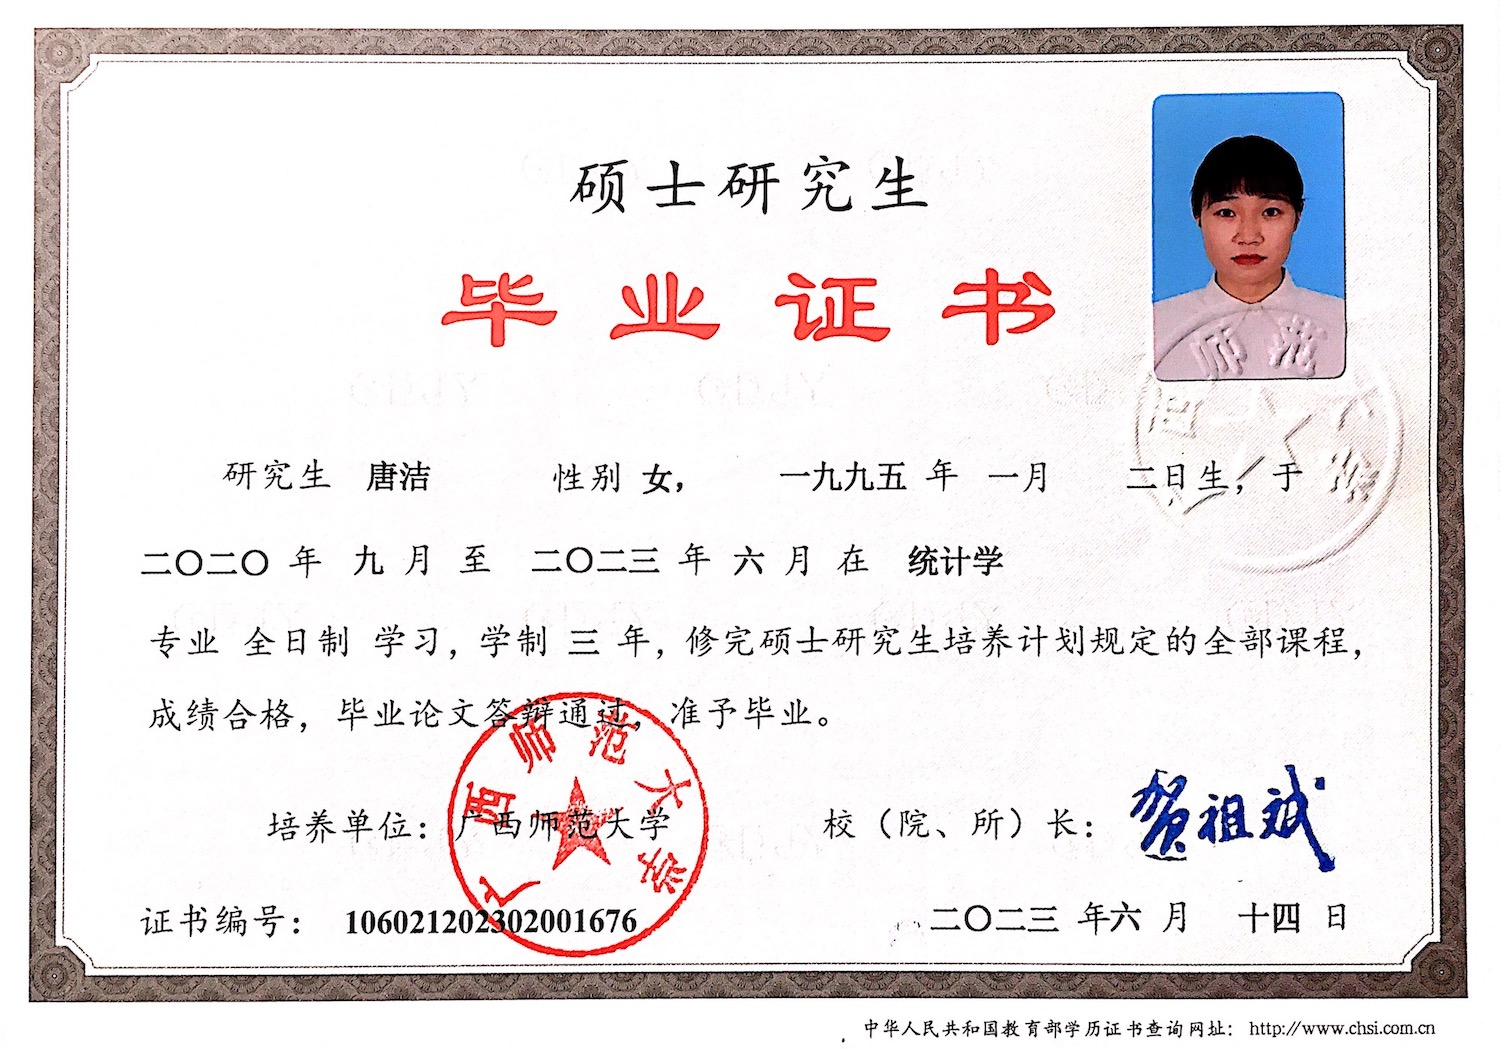 硕士研究生
毕业证书
研究生 唐洁 性别 女, 一九九五 年 一月 二日生, 于
二〇二〇 年 九 月 至 二〇二三 年 六 月 在 统计学
专业 全日制 学习, 学制 三 年, 修完硕士研究生培养计划规定的全部课程,
成绩合格, 毕业论文答辩通过, 准予毕业。
培养单位: 广西师范大学 校（院、所）长: 贺祖斌
广西师范大学
证书编号: 106021202302001676 二〇二三 年六 月 十四 日
中华人民共和国教育部学历证书查询网址: http://www.chsi.com.cn